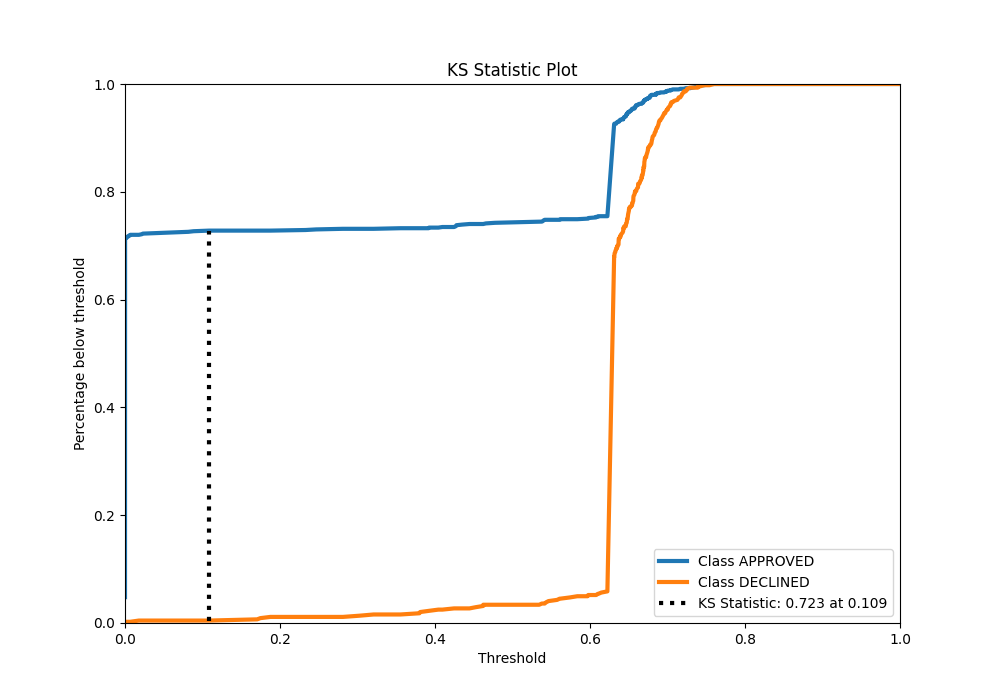 KS Statistic Plot
Percentage below threshold
1.0
0.8
0.6
0.4
0.2
0.0
0.0 0.2 0.4 0.6 0.8 1.0
Threshold
Class APPROVED
Class DECLINED
KS Statistic: 0.723 at 0.109